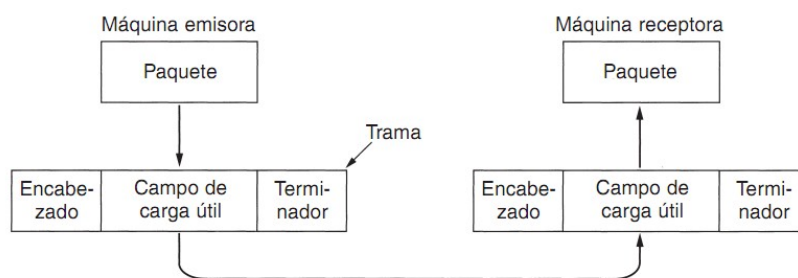 Máquina emisora
Paquete
Máquina receptora
Paquete
Trama
Encabe-
zado
Campo de
carga útil
Termi-
nador
Encabe-
zado
Campo de
carga útil
Termi-
nador